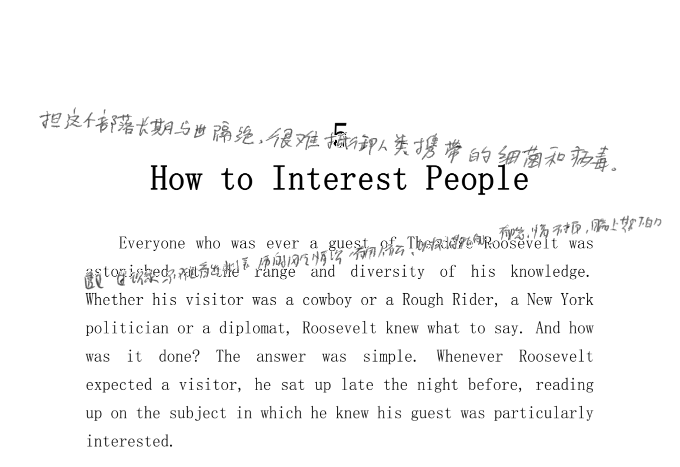 担这个部落长期与世隔绝，很难抵御人类携带的细菌和病毒。
5
How to Interest People
Everyone who was ever a guest of Theodore Roosevelt was
astonished at the range and diversity of his knowledge.
Whether his visitor was a cowboy or a Rough Rider, a New York
politician or a diplomat, Roosevelt knew what to say. And how
was it done? The answer was simple. Whenever Roosevelt
expected a visitor, he sat up late the night before, reading
up on the subject in which he knew his guest was particularly
interested.